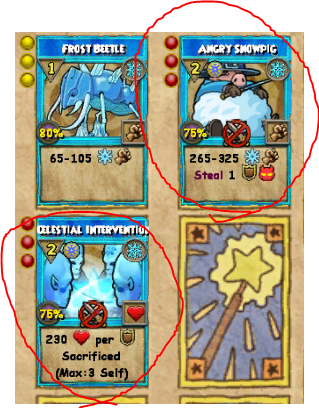 FROST BEETLE
1
80%
65-105
ANGRY SNOWPIG
2
75%
265-325
Steal 1
CELESTIAL INTERVENTION
2
75%
230 per
Sacrificed
(Max:3 Self)